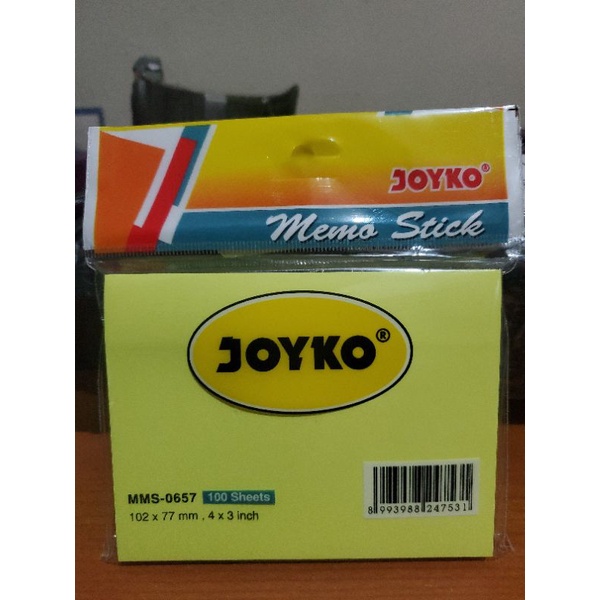 JOYKO®
Memo Stick
JOYKO®
MMS-0657 100 Sheets
102 x 77 mm , 4 x 3 inch
8 993988 247531